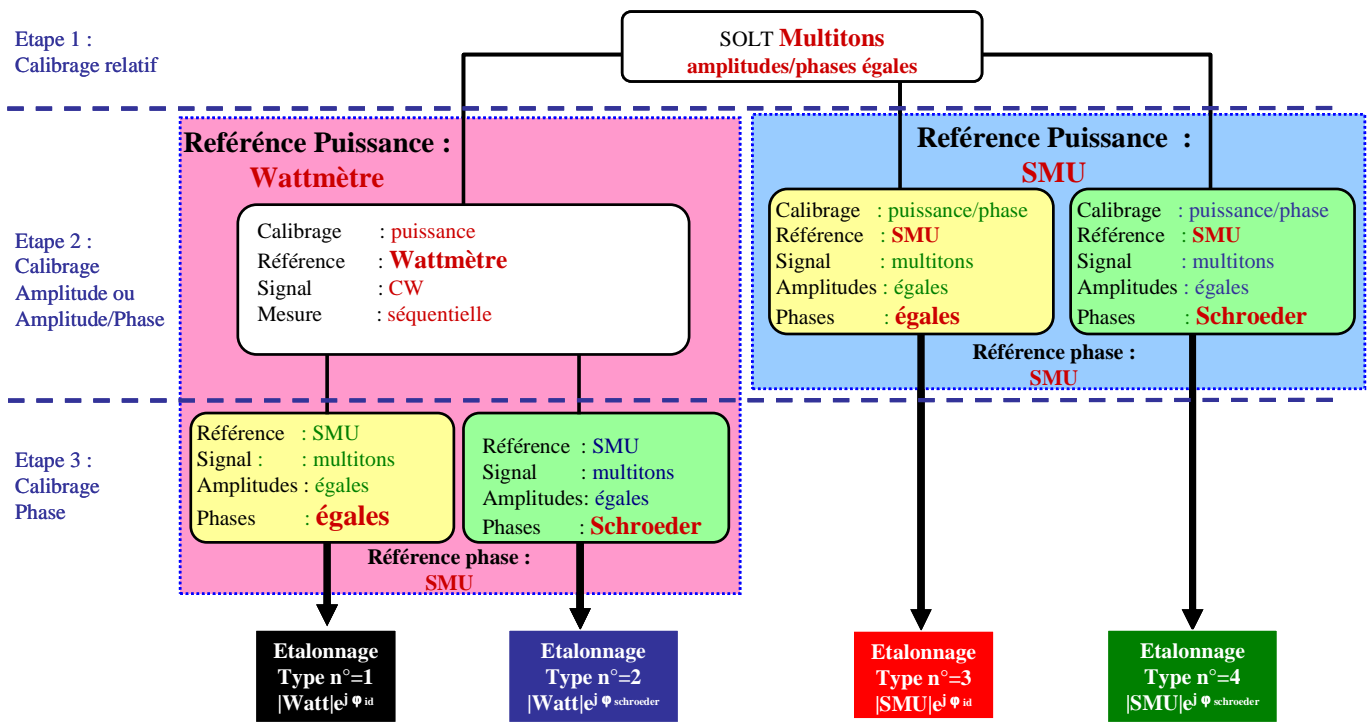 Etape 1 :
Calibrage relatif
SOLT Multitons
amplitudes/phases égales
Etape 2 :
Calibrage
Amplitude ou
Amplitude/Phase
Reférénce Puissance :
Wattmètre
Calibrage : puissance
Référence : Wattmètre
Signal : CW
Mesure : séquentielle
Reférence Puissance :
SMU
Calibrage : puissance/phase
Référence : SMU
Signal : multitons
Amplitudes : égales
Phases : égales
Calibrage : puissance/phase
Référence : SMU
Signal : multitons
Amplitudes : égales
Phases : Schroeder
Référence phase :
SMU
Etape 3 :
Calibrage
Phase
Référence : SMU
Signal : : multitons
Amplitudes : égales
Phases : égales
Référence : SMU
Signal : multitons
Amplitudes: égales
Phases : Schroeder
Référence phase :
SMU
Etalonnage
Type n°=1
|Watt|e^j φ id
Etalonnage
Type n°=2
|Watt|e^j φ schroeder
Etalonnage
Type n°=3
|SMU|e^j φ id
Etalonnage
Type n°=4
|SMU|e^j φ schroeder